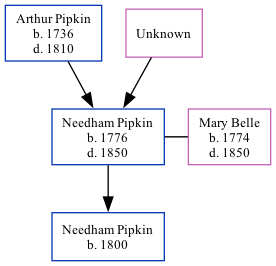 Arthur Pipkin
b. 1736
d. 1810
Unknown
Needham Pipkin
b. 1776
d. 1850
Mary Belle
b. 1774
d. 1850
Needham Pipkin
b. 1800